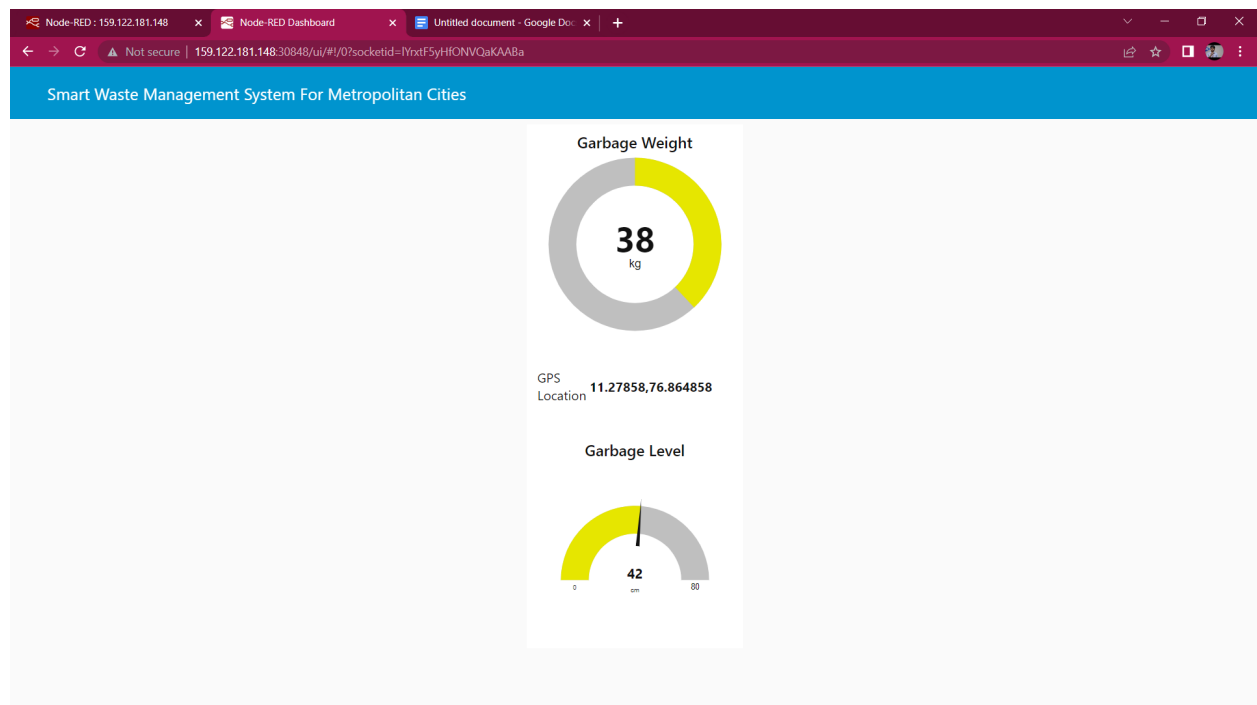 Node-RED : 159.122.181.148
Node-RED Dashboard
Untitled document - Google Doc
Not secure | 159.122.181.148:30848/ui/#!/0?socketid=lYrxtF5yHfONVQaKAABa
Smart Waste Management System For Metropolitan Cities
Garbage Weight
38
kg
GPS
Location
11.27858,76.864858
Garbage Level
42
0
cm
80